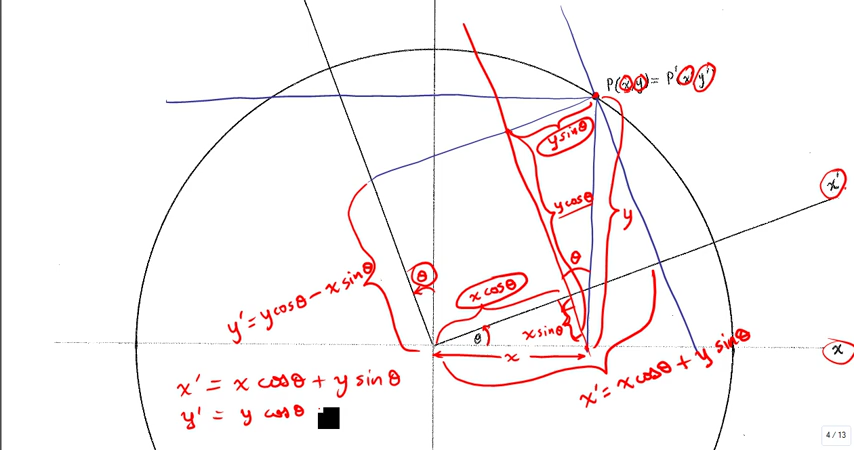 P(x,y) = P'(x' y')
y sinθ
x'
y cosθ
y
θ
θ
x cosθ
y' = y cosθ − x sinθ
x sinθ
θ
x
x
x' = x cosθ + y sinθ
x' = x cosθ + y sinθ
y' = y cosθ
4 / 13